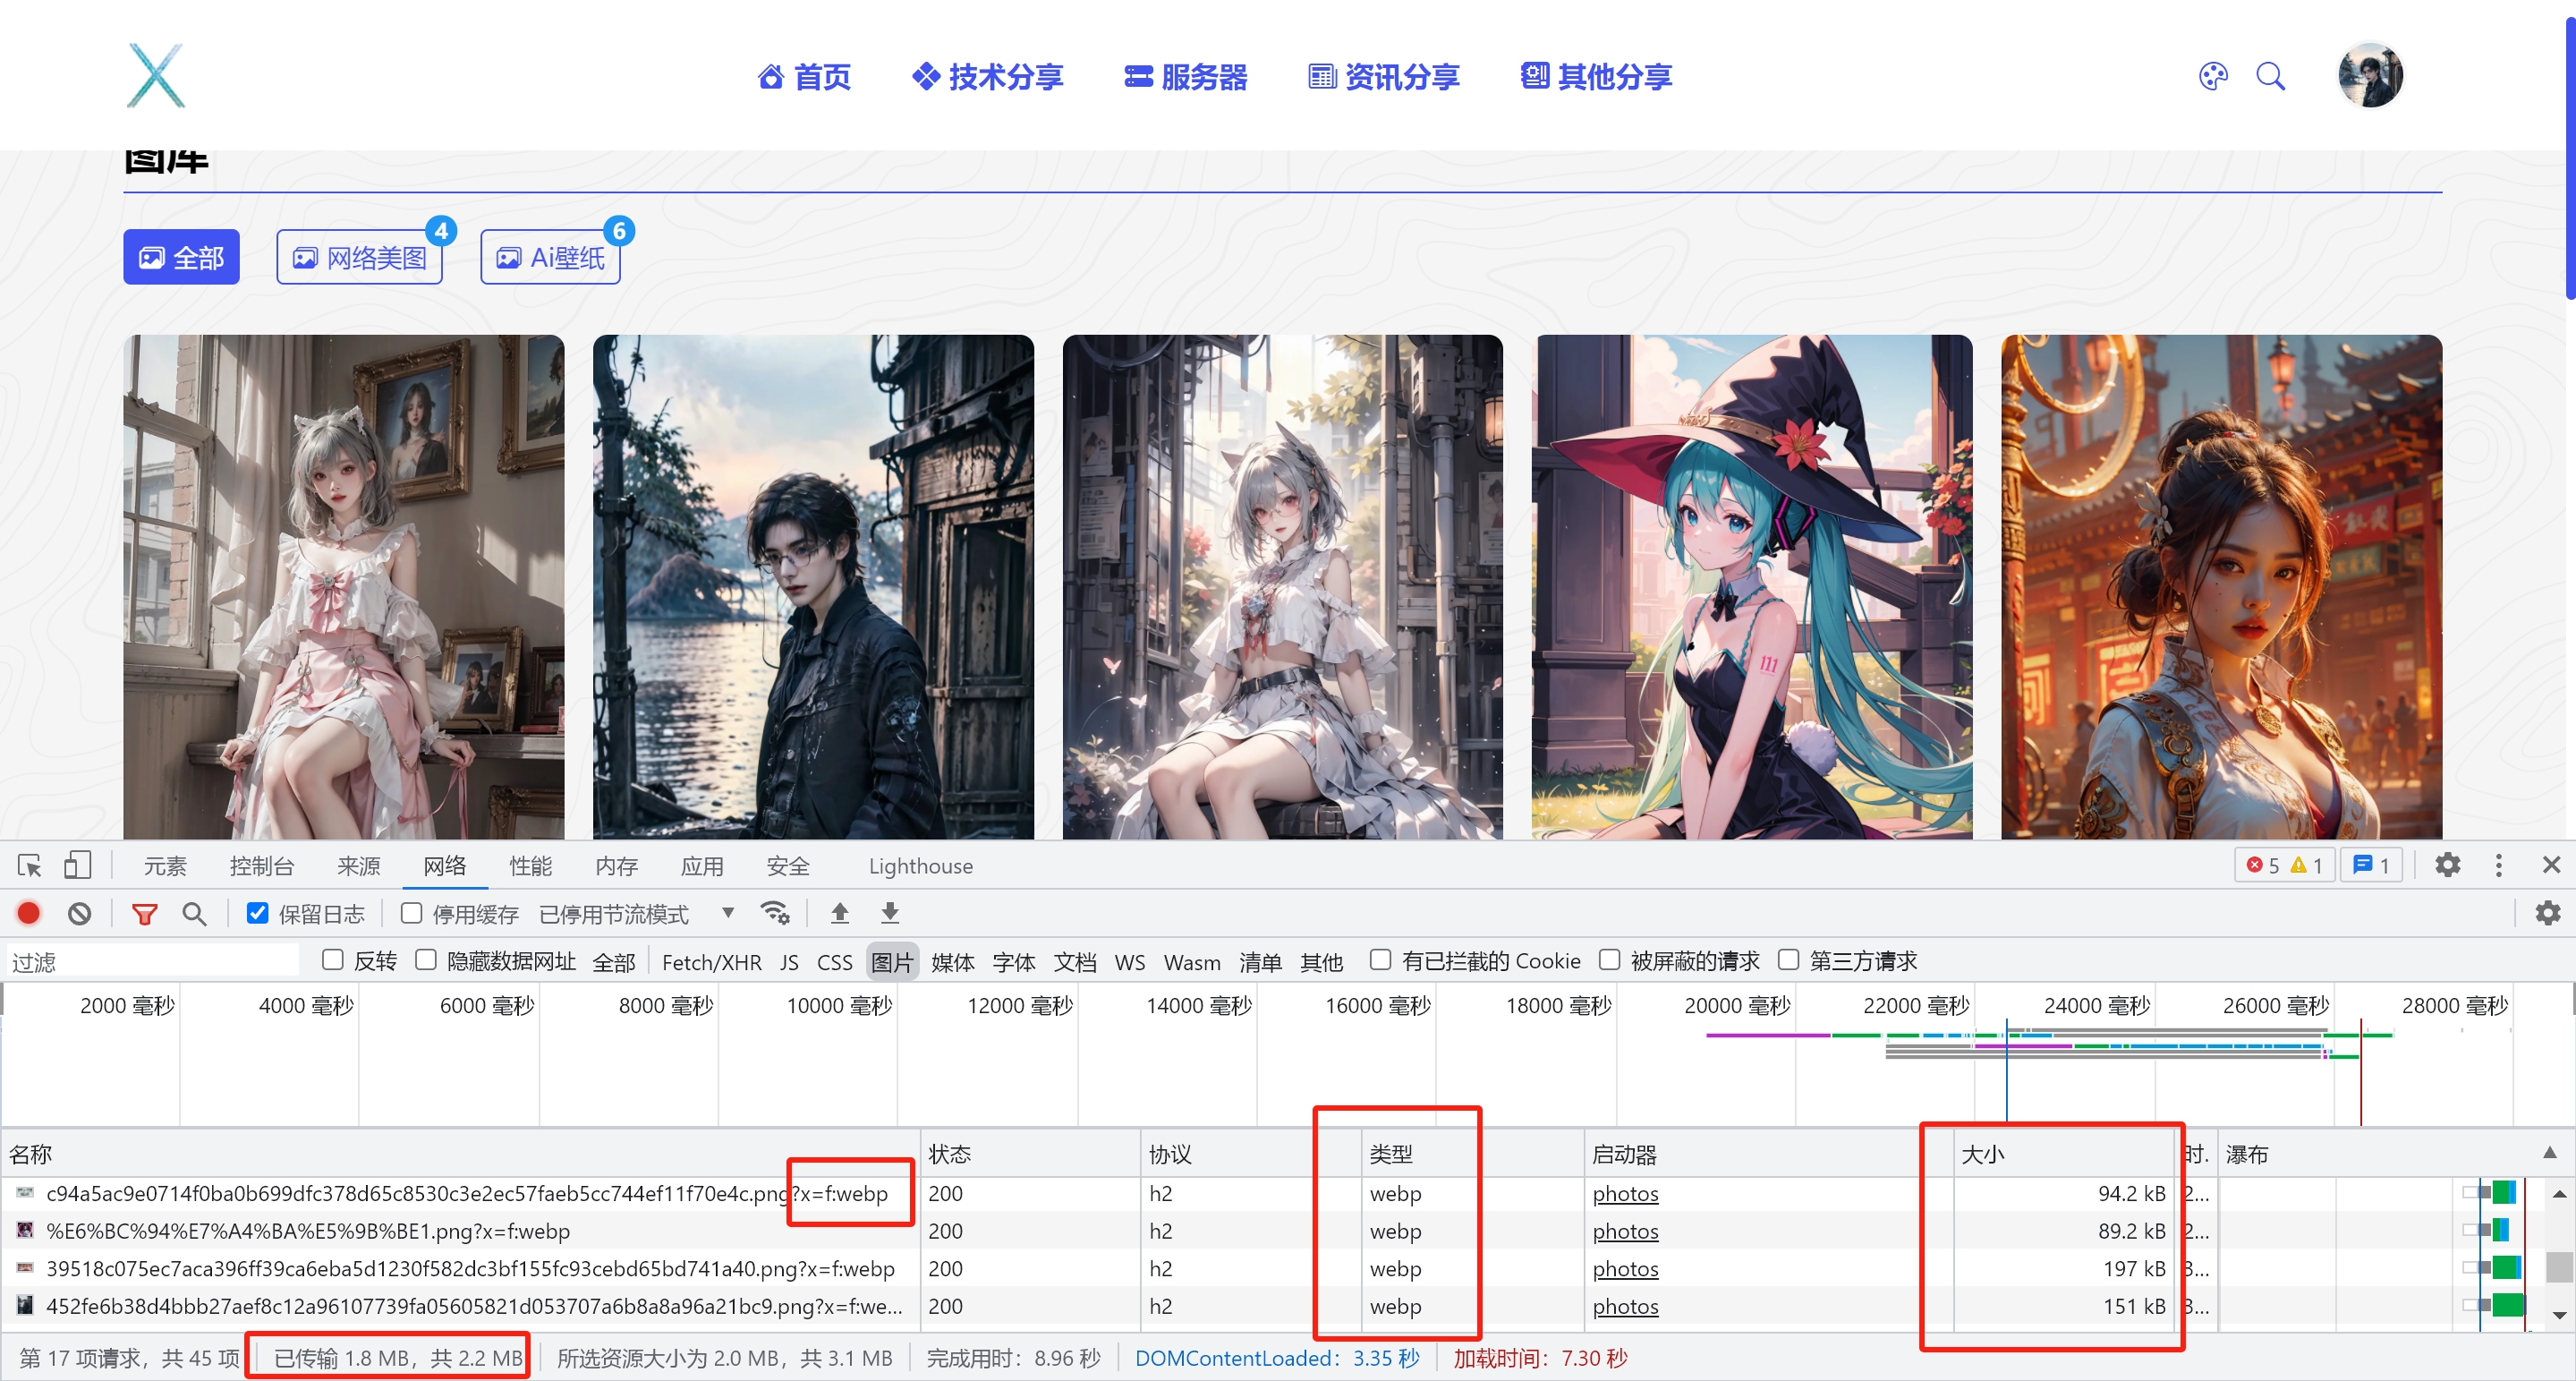 首页 技术分享 服务器 资讯分享 其他分享
图库
全部 网络美图 4 Ai壁纸 6
元素 控制台 来源 网络 性能 内存 应用 安全 Lighthouse 5 1 1
保留日志 停用缓存 已停用节流模式
过滤 反转 隐藏数据网址 全部 Fetch/XHR JS CSS 图片 媒体 字体 文档 WS Wasm 清单 其他 有已拦截的 Cookie 被屏蔽的请求 第三方请求
2000 毫秒 4000 毫秒 6000 毫秒 8000 毫秒 10000 毫秒 12000 毫秒 14000 毫秒 16000 毫秒 18000 毫秒 20000 毫秒 22000 毫秒 24000 毫秒 26000 毫秒 28000 毫秒
名称 状态 协议 类型 启动器 大小 时. 瀑布
c94a5ac9e0714f0ba0b699dfc378d65c8530c3e2ec57faeb5cc744ef11f70e4c.png?x=f:webp 200 h2 webp photos 94.2 kB 2...
%E6%BC%94%E7%A4%BA%E5%9B%BE1.png?x=f:webp 200 h2 webp photos 89.2 kB 2...
39518c075ec7aca396ff39ca6eba5d1230f582dc3bf155fc93cebd65bd741a40.png?x=f:webp 200 h2 webp photos 197 kB 3...
452fe6b38d4bbb27aef8c12a96107739fa05605821d053707a6b8a8a96a21bc9.png?x=f:we... 200 h2 webp photos 151 kB 3...
第 17 项请求，共 45 项 已传输 1.8 MB，共 2.2 MB 所选资源大小为 2.0 MB，共 3.1 MB 完成用时：8.96 秒 DOMContentLoaded：3.35 秒 加载时间：7.30 秒